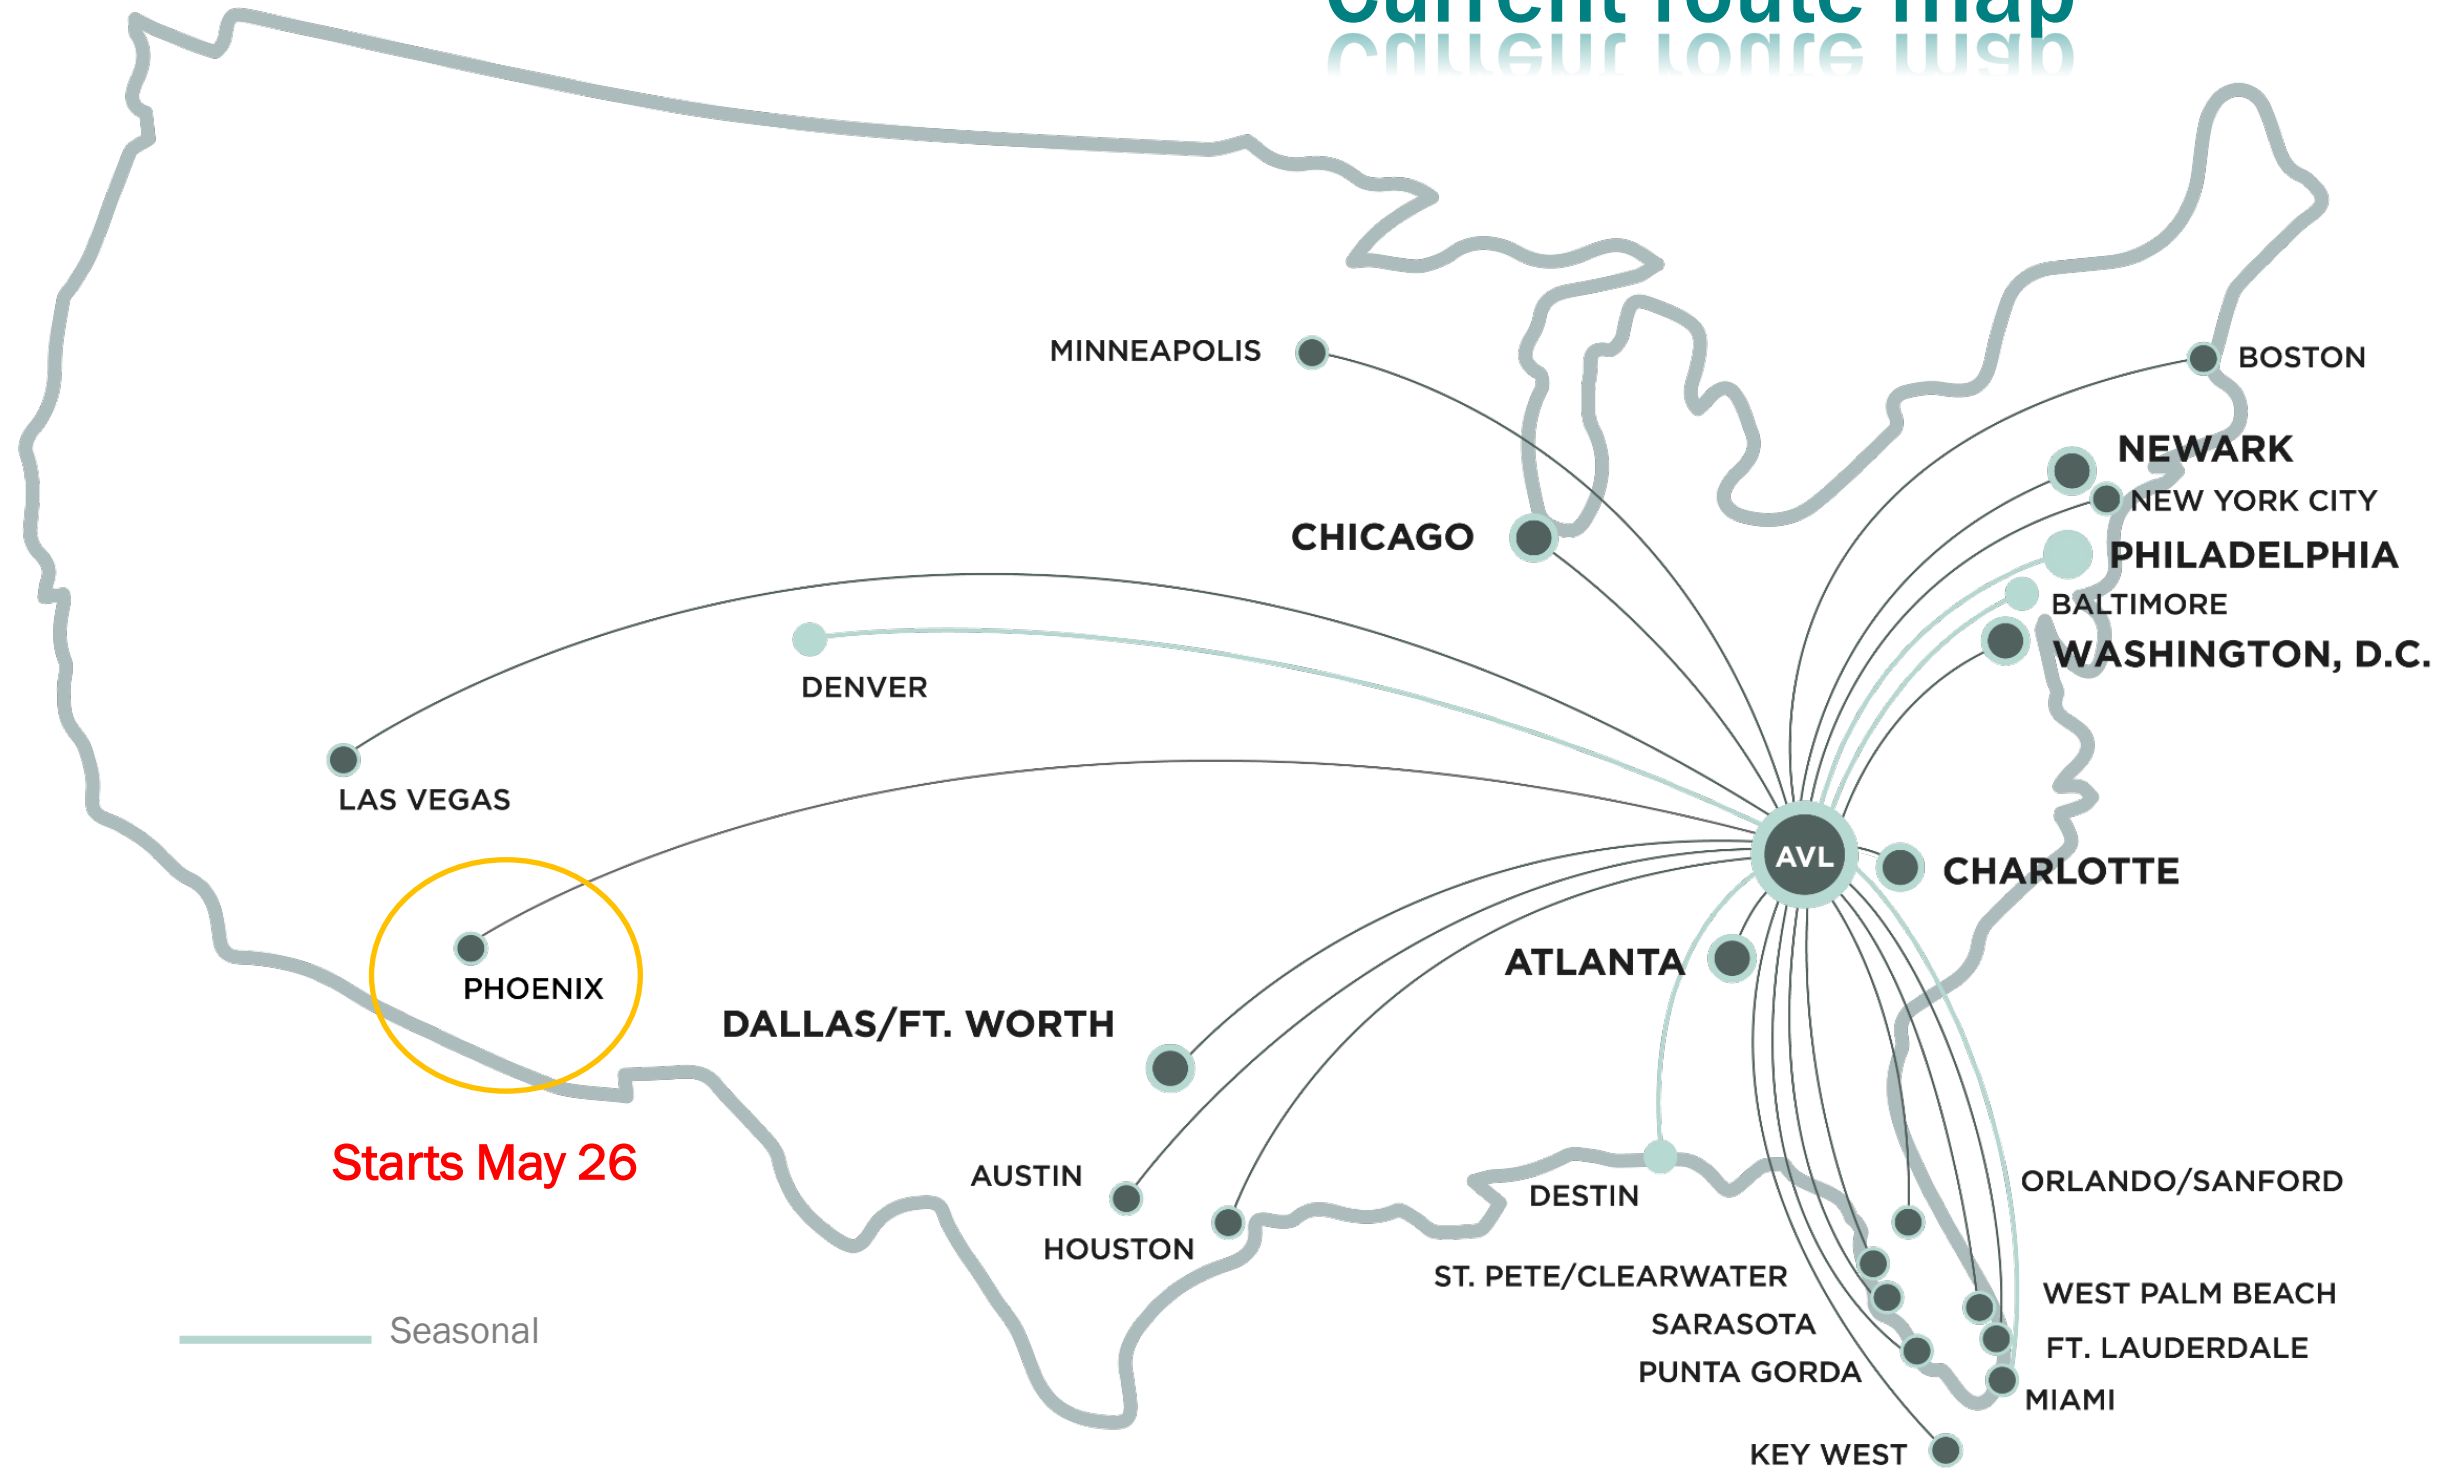 Current route map
MINNEAPOLIS
BOSTON
NEWARK
NEW YORK CITY
CHICAGO
PHILADELPHIA
BALTIMORE
WASHINGTON, D.C.
DENVER
LAS VEGAS
AVL
CHARLOTTE
ATLANTA
PHOENIX
DALLAS/FT. WORTH
Starts May 26
AUSTIN
DESTIN
ORLANDO/SANFORD
HOUSTON
ST. PETE/CLEARWATER
WEST PALM BEACH
SARASOTA
Seasonal
FT. LAUDERDALE
PUNTA GORDA
MIAMI
KEY WEST